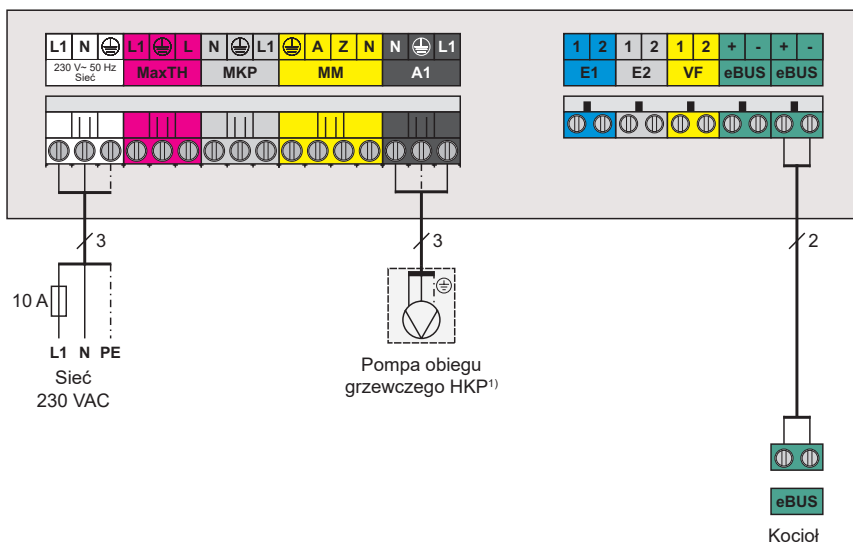 L1 N L1 L N L1 A Z N N L1
230 V~ 50 Hz
Sieć
MaxTH MKP MM A1
1 2 1 2 1 2 + - + -
E1 E2 VF eBUS eBUS
3
3
2
10 A
L1 N PE
Sieć
230 VAC
Pompa obiegu
grzewczego HKP¹⁾
eBUS
Kocioł